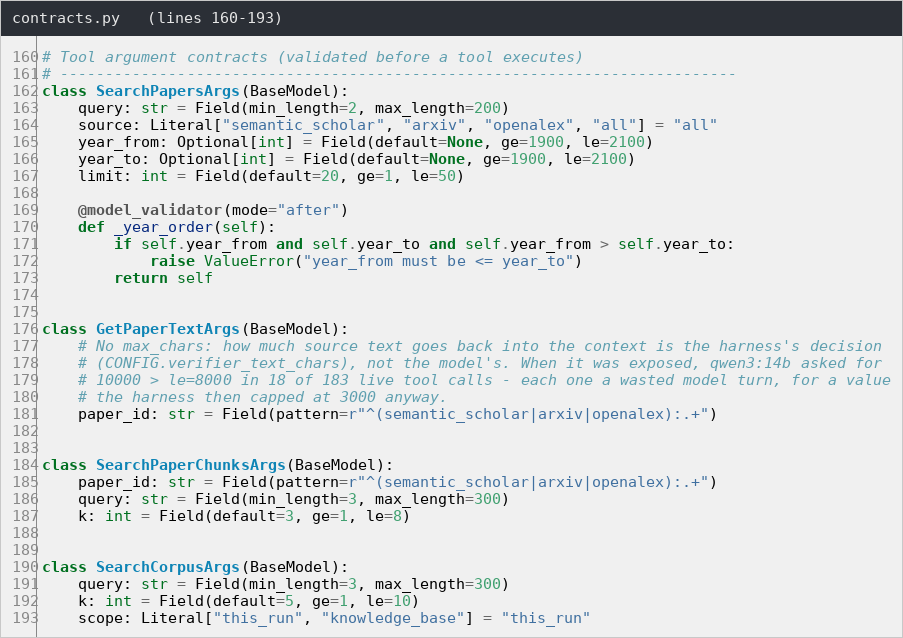 contracts.py   (lines 160-193)
160 # Tool argument contracts (validated before a tool executes)
161 # ---------------------------------------------------------------------------
162 class SearchPapersArgs(BaseModel):
163     query: str = Field(min_length=2, max_length=200)
164     source: Literal["semantic_scholar", "arxiv", "openalex", "all"] = "all"
165     year_from: Optional[int] = Field(default=None, ge=1900, le=2100)
166     year_to: Optional[int] = Field(default=None, ge=1900, le=2100)
167     limit: int = Field(default=20, ge=1, le=50)
168
169     @model_validator(mode="after")
170     def _year_order(self):
171         if self.year_from and self.year_to and self.year_from > self.year_to:
172             raise ValueError("year_from must be <= year_to")
173         return self
174
175
176 class GetPaperTextArgs(BaseModel):
177     # No max_chars: how much source text goes back into the context is the harness's decision
178     # (CONFIG.verifier_text_chars), not the model's. When it was exposed, qwen3:14b asked for
179     # 10000 > le=8000 in 18 of 183 live tool calls - each one a wasted model turn, for a value
180     # the harness then capped at 3000 anyway.
181     paper_id: str = Field(pattern=r"^(semantic_scholar|arxiv|openalex):.+")
182
183
184 class SearchPaperChunksArgs(BaseModel):
185     paper_id: str = Field(pattern=r"^(semantic_scholar|arxiv|openalex):.+")
186     query: str = Field(min_length=3, max_length=300)
187     k: int = Field(default=3, ge=1, le=8)
188
189
190 class SearchCorpusArgs(BaseModel):
191     query: str = Field(min_length=3, max_length=300)
192     k: int = Field(default=5, ge=1, le=10)
193     scope: Literal["this_run", "knowledge_base"] = "this_run"